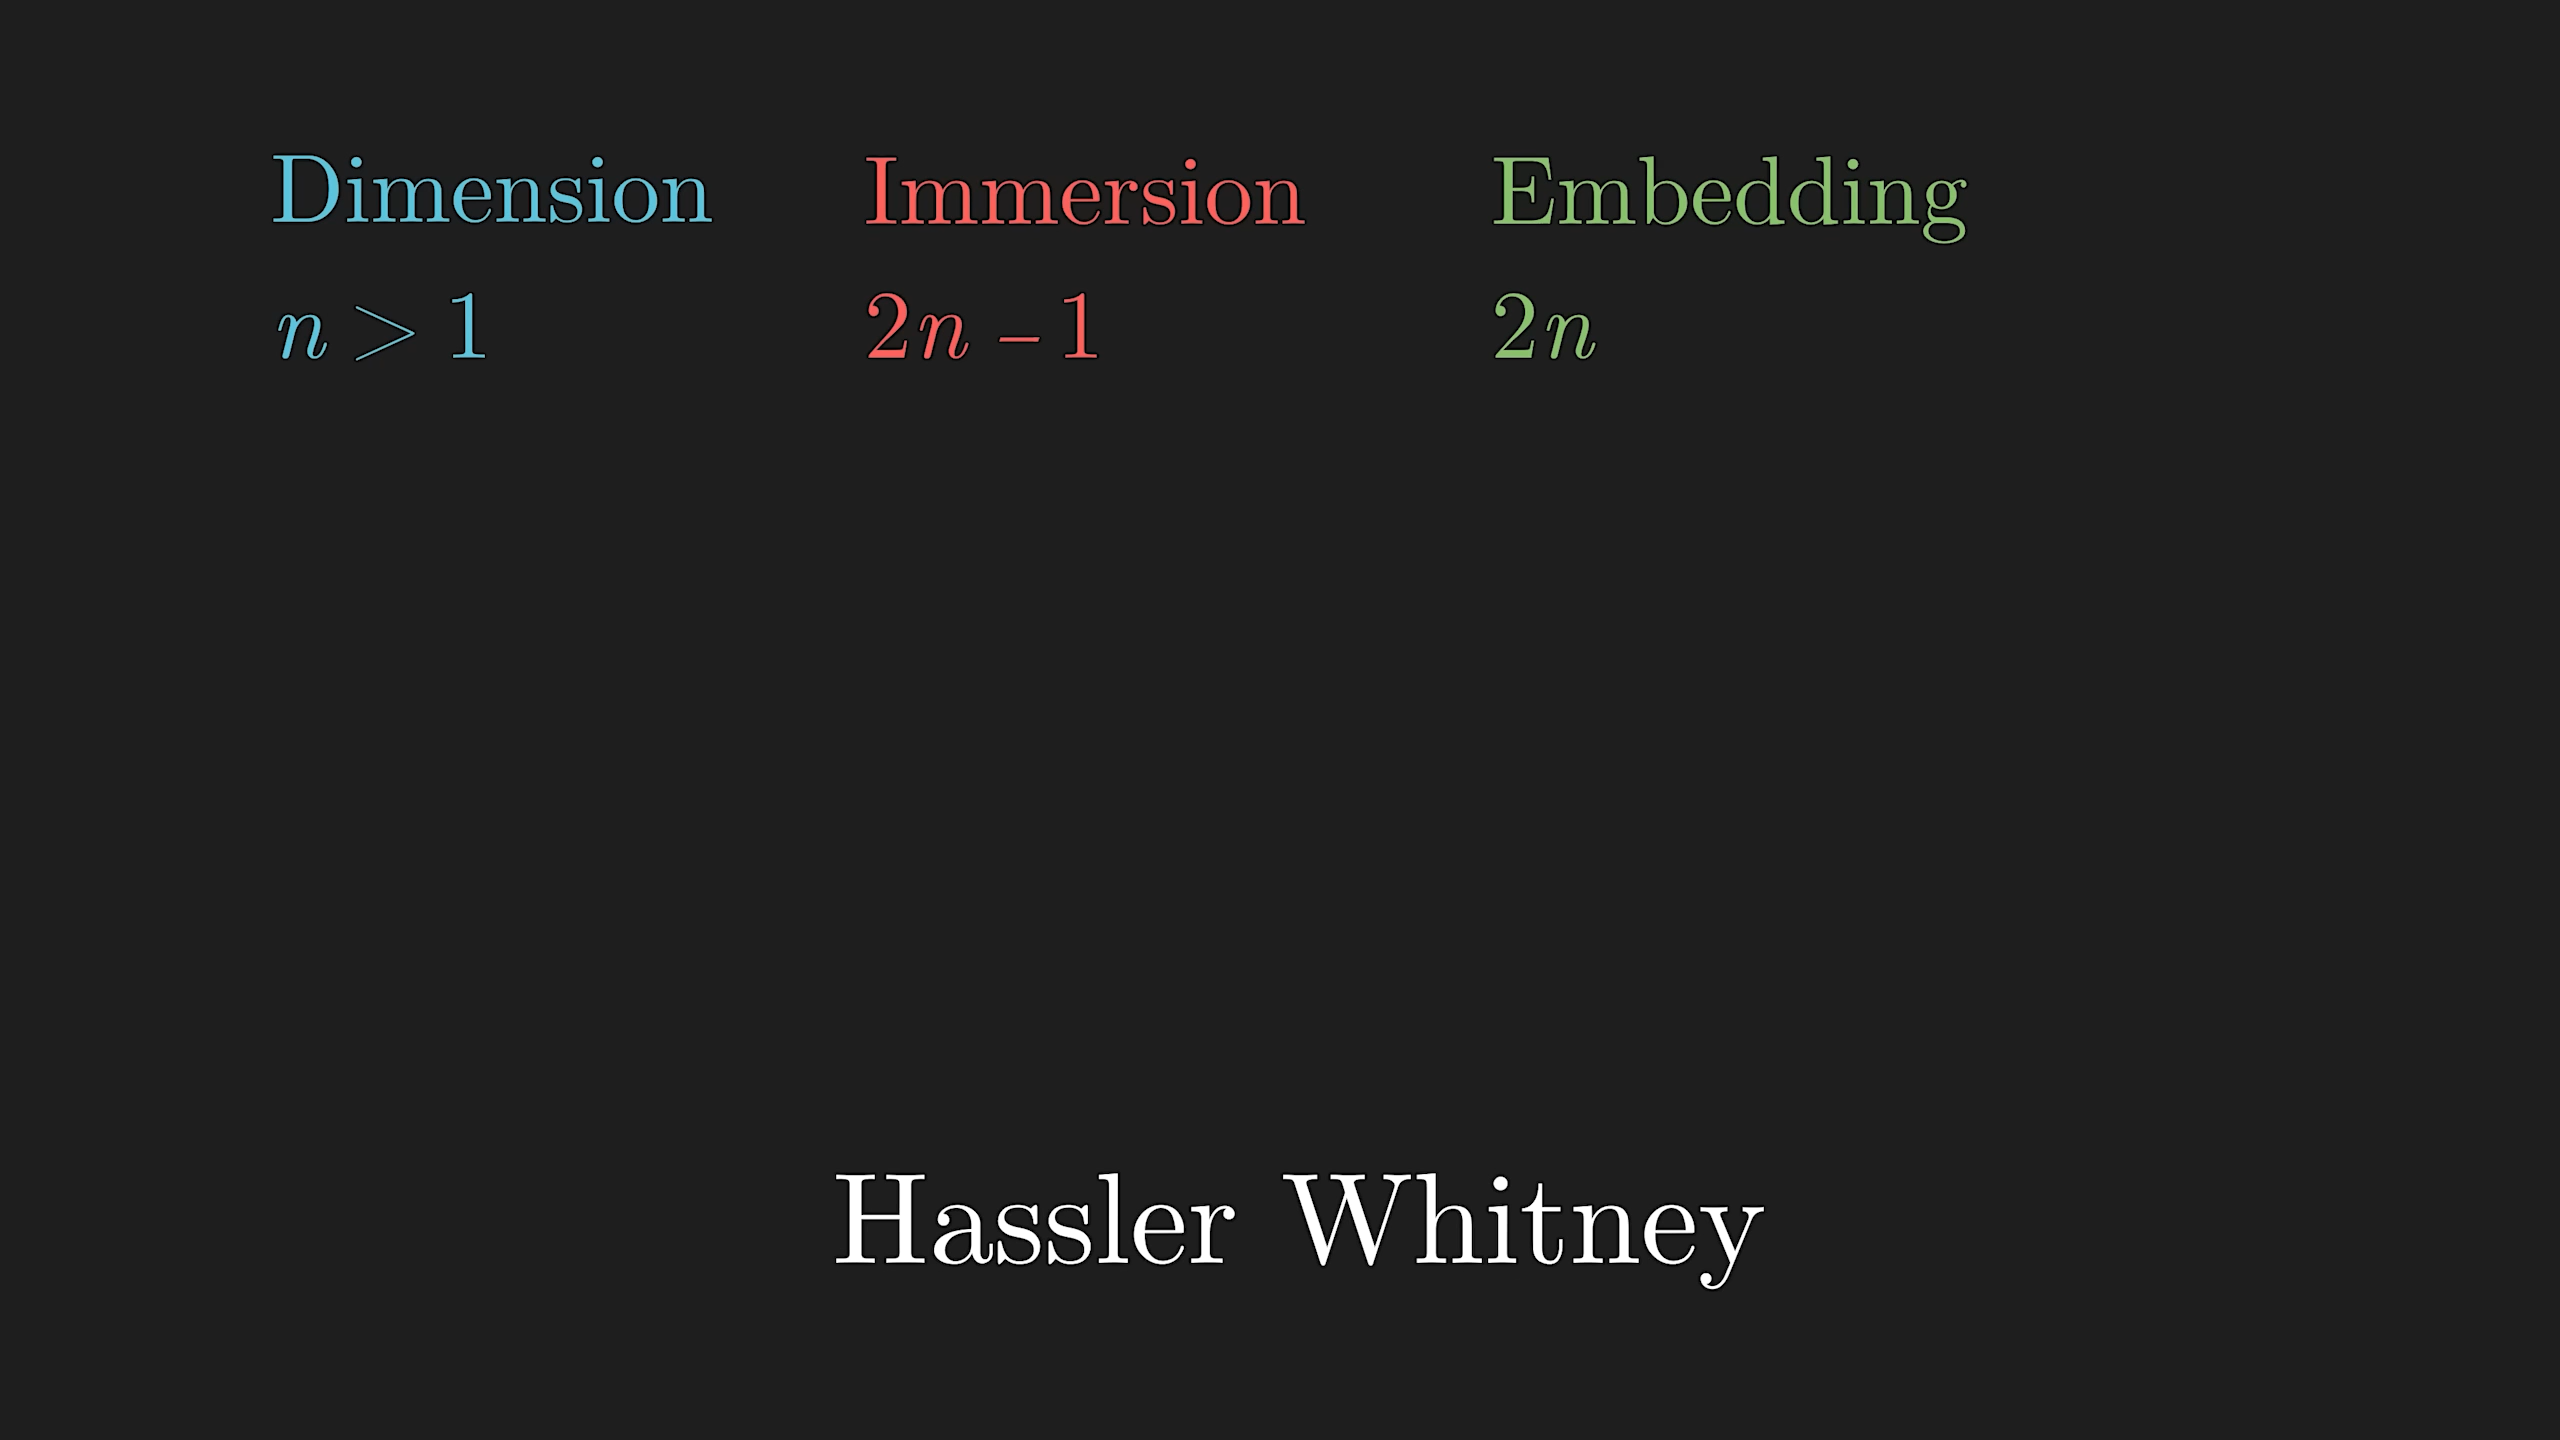 Dimension Immersion Embedding
n > 1 2n – 1 2n
Hassler Whitney